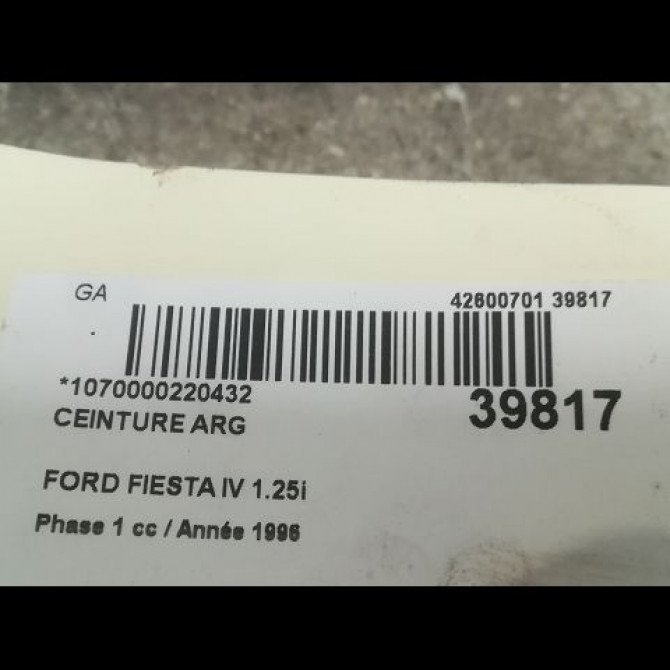 GA
42600701 39817
*1070000220432
39817
CEINTURE ARG
FORD FIESTA IV 1.25i
Phase 1 cc / Année 1996